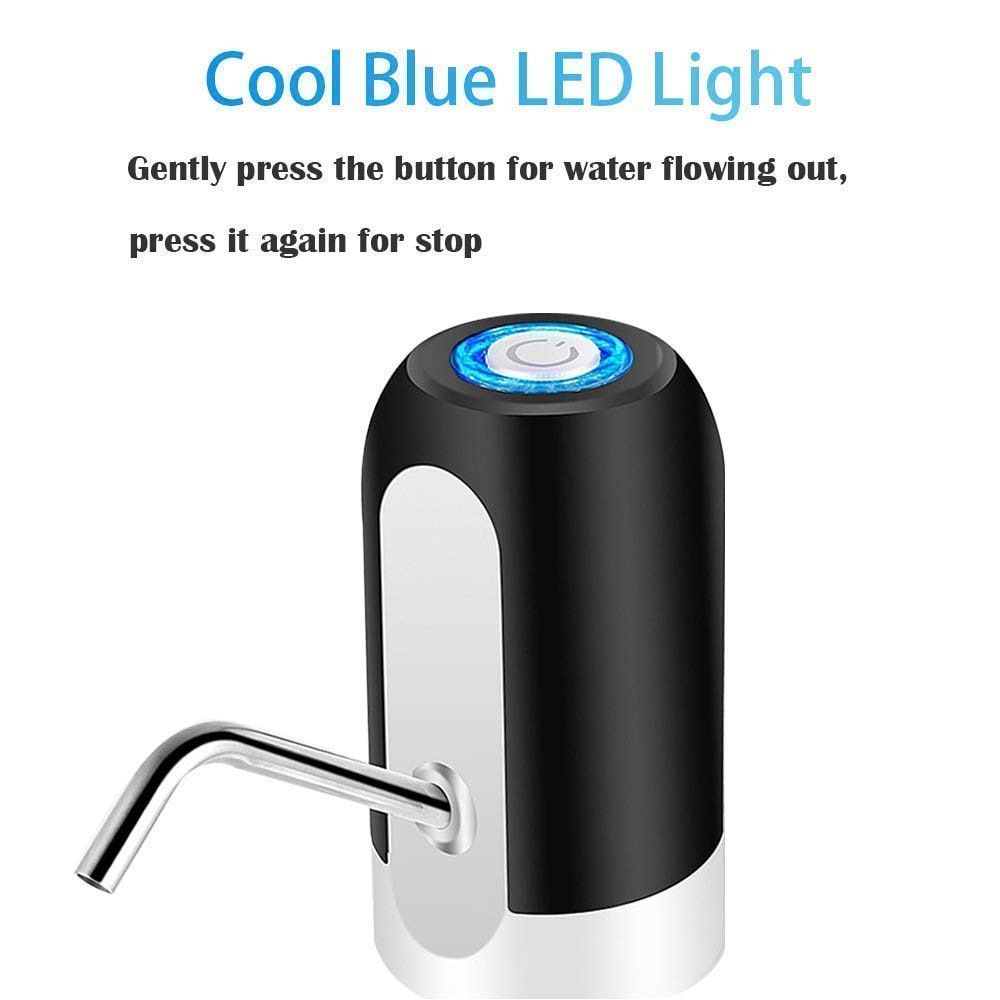 Cool Blue LED Light
Gently press the button for water flowing out,
press it again for stop